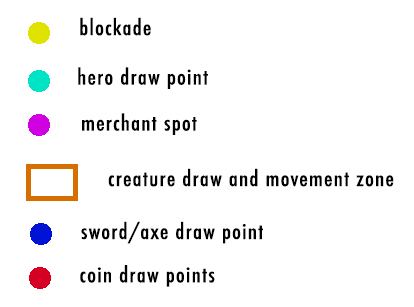 blockade
hero draw point
merchant spot
creature draw and movement zone
sword/axe draw point
coin draw points